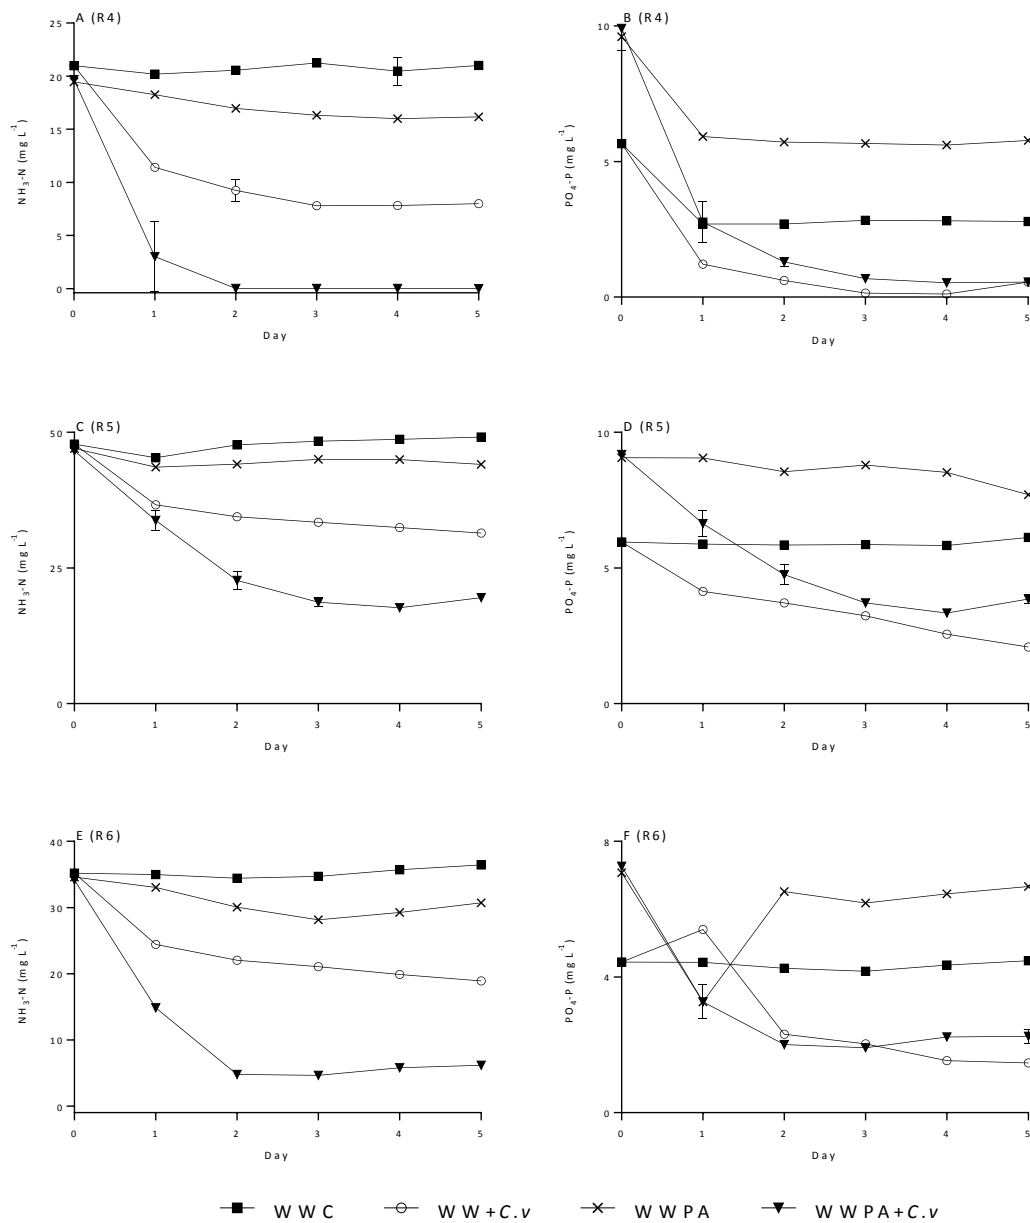 A (R4)
25
20
15
10
5
0
NH3-N (mg L-1)
0 1 2 3 4 5
Day
B (R4)
10
5
0
PO4-P (mg L-1)
0 1 2 3 4 5
Day
C (R5)
50
25
0
NH3-N (mg L-1)
0 1 2 3 4 5
Day
D (R5)
10
5
0
PO4-P (mg L-1)
0 1 2 3 4 5
Day
E (R6)
40
30
20
10
0
NH3-N (mg L-1)
0 1 2 3 4 5
Day
F (R6)
8
4
0
PO4-P (mg L-1)
0 1 2 3 4 5
Day
WWC WW+C.v WWPA WWPA+C.v